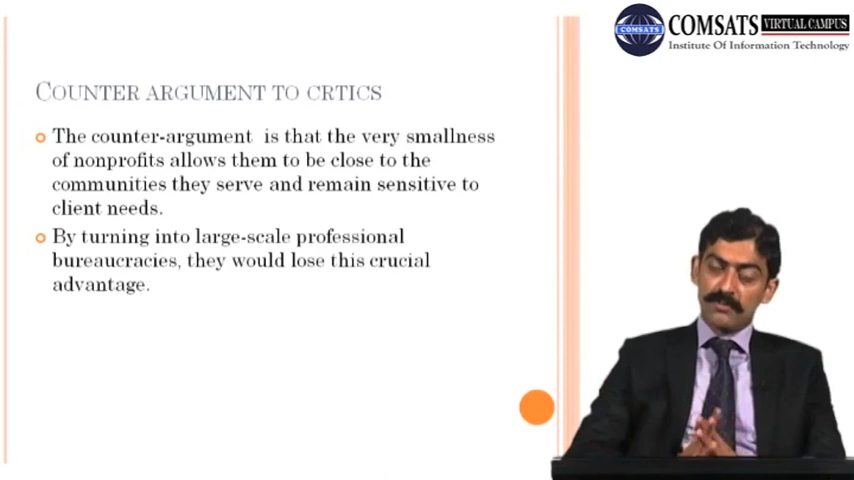 COMSATS VIRTUAL CAMPUS
COMSATS
Institute Of Information Technology
COUNTER ARGUMENT TO CRTICS
The counter-argument is that the very smallness
of nonprofits allows them to be close to the
communities they serve and remain sensitive to
client needs.
By turning into large-scale professional
bureaucracies, they would lose this crucial
advantage.